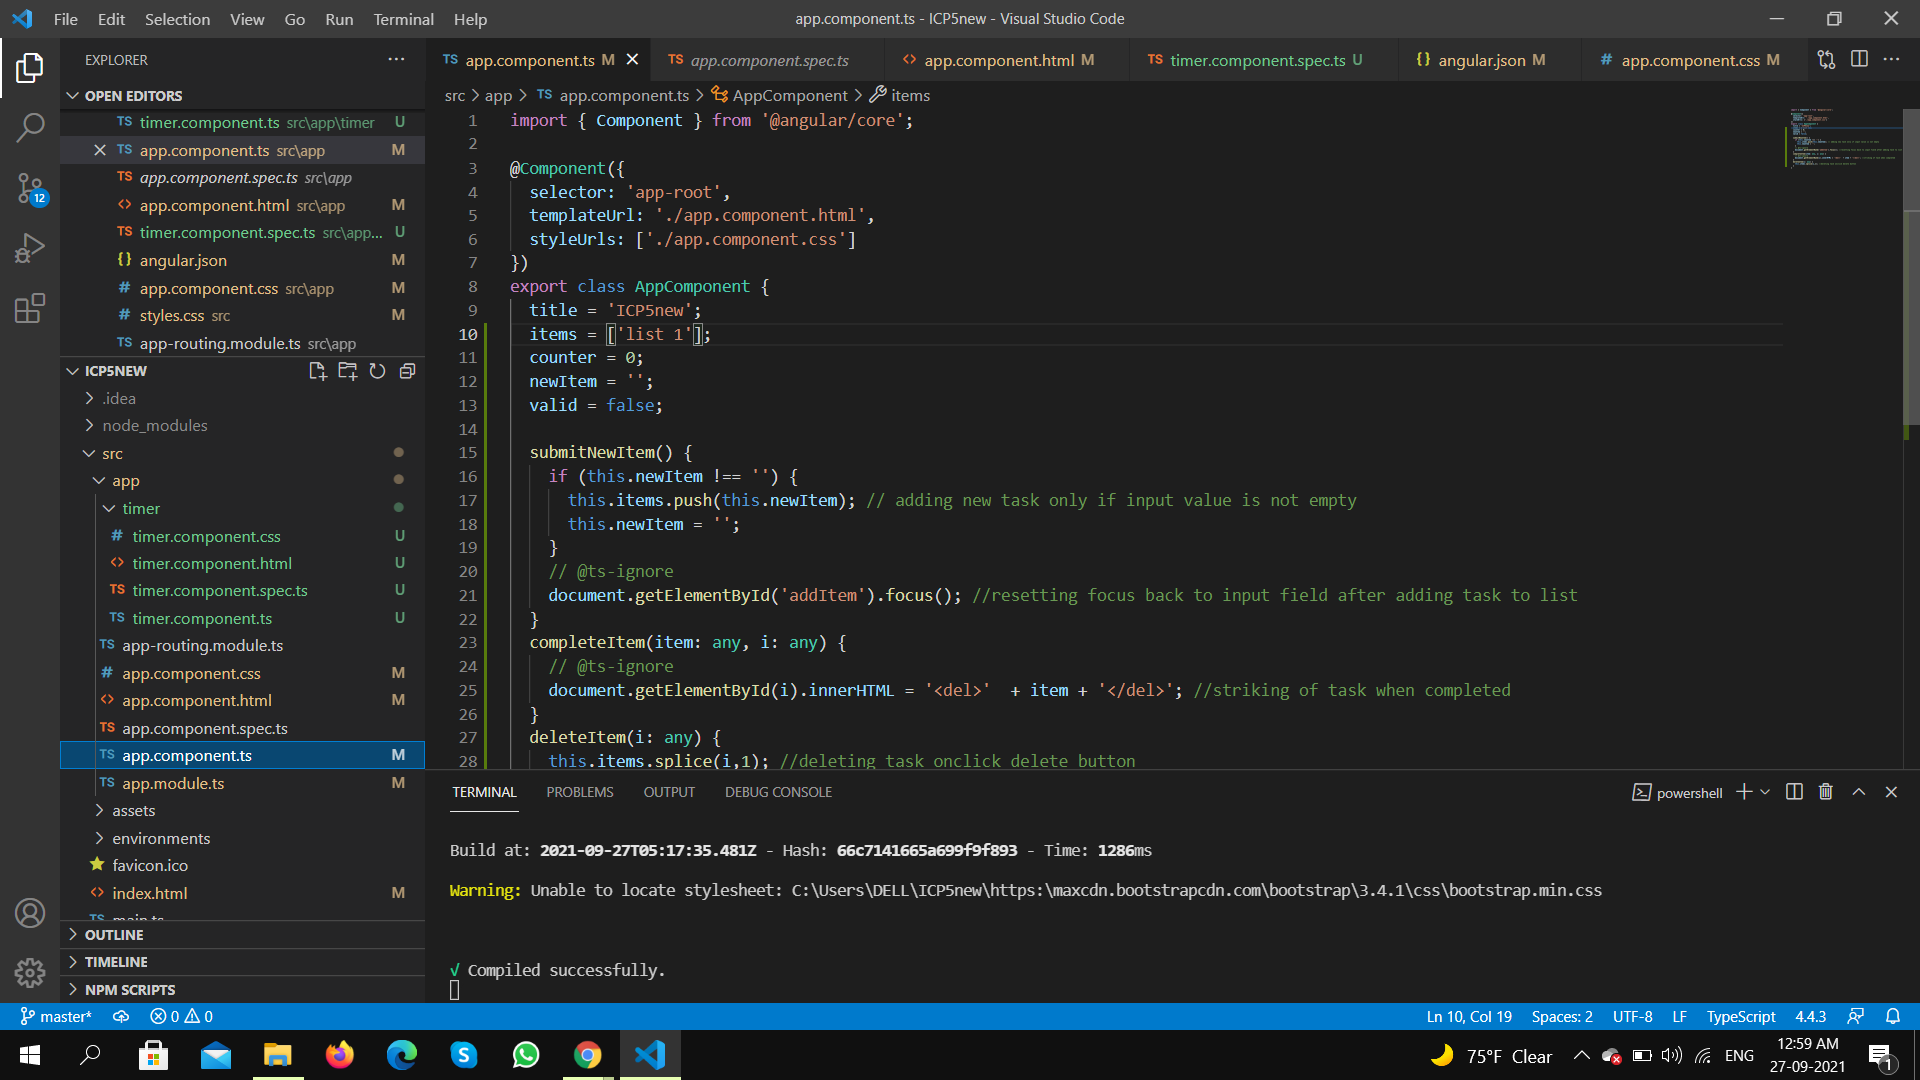 File Edit Selection View Go Run Terminal Help
app.component.ts - ICP5new - Visual Studio Code
EXPLORER
TS app.component.ts M
TS app.component.spec.ts
<> app.component.html M
TS timer.component.spec.ts U
{} angular.json M
# app.component.css M
OPEN EDITORS
TS timer.component.ts src\app\timer U
TS app.component.ts src\app M
TS app.component.spec.ts src\app
<> app.component.html src\app M
TS timer.component.spec.ts src\app... U
{} angular.json M
# app.component.css src\app M
# styles.css src M
TS app-routing.module.ts src\app
12
ICP5NEW
.idea
node_modules
src
app
timer
# timer.component.css U
<> timer.component.html U
TS timer.component.spec.ts U
TS timer.component.ts U
TS app-routing.module.ts
# app.component.css M
<> app.component.html M
TS app.component.spec.ts
TS app.component.ts M
TS app.module.ts M
assets
environments
favicon.ico
<> index.html M
TS main.ts
OUTLINE
TIMELINE
NPM SCRIPTS
src > app > TS app.component.ts > AppComponent > items
1 import { Component } from '@angular/core';
2
3 @Component({
4 selector: 'app-root',
5 templateUrl: './app.component.html',
6 styleUrls: ['./app.component.css']
7 })
8 export class AppComponent {
9 title = 'ICP5new';
10 items = ['list 1'];
11 counter = 0;
12 newItem = '';
13 valid = false;
14
15 submitNewItem() {
16 if (this.newItem !== '') {
17 this.items.push(this.newItem); // adding new task only if input value is not empty
18 this.newItem = '';
19 }
20 // @ts-ignore
21 document.getElementById('addItem').focus(); //resetting focus back to input field after adding task to list
22 }
23 completeItem(item: any, i: any) {
24 // @ts-ignore
25 document.getElementById(i).innerHTML = '<del>'  + item + '</del>'; //striking of task when completed
26 }
27 deleteItem(i: any) {
28 this.items.splice(i,1); //deleting task onclick delete button
TERMINAL PROBLEMS OUTPUT DEBUG CONSOLE
powershell
Build at: 2021-09-27T05:17:35.481Z - Hash: 66c7141665a699f9f893 - Time: 1286ms
Warning: Unable to locate stylesheet: C:\Users\DELL\ICP5new\https:\maxcdn.bootstrapcdn.com\bootstrap\3.4.1\css\bootstrap.min.css
√ Compiled successfully.
master* 0 0
Ln 10, Col 19 Spaces: 2 UTF-8 LF TypeScript 4.4.3
75°F Clear
ENG
12:59 AM
27-09-2021
1